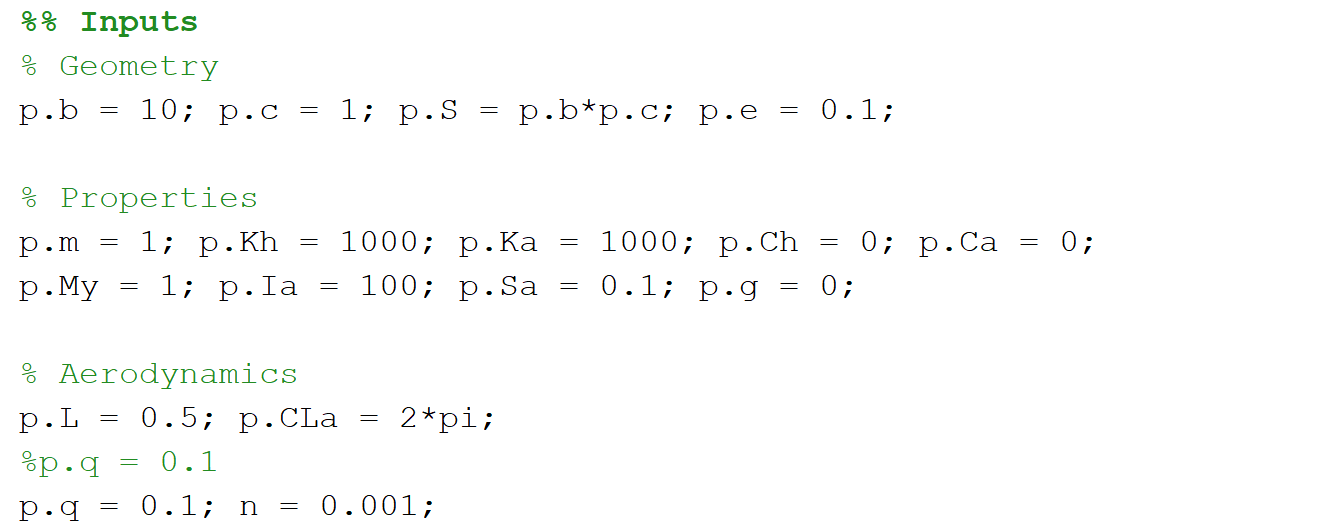 %% Inputs
% Geometry
p.b = 10; p.c = 1; p.S = p.b*p.c; p.e = 0.1;
% Properties
p.m = 1; p.Kh = 1000; p.Ka = 1000; p.Ch = 0; p.Ca = 0;
p.My = 1; p.Ia = 100; p.Sa = 0.1; p.g = 0;
% Aerodynamics
p.L = 0.5; p.CLa = 2*pi;
%p.q = 0.1
p.q = 0.1; n = 0.001;